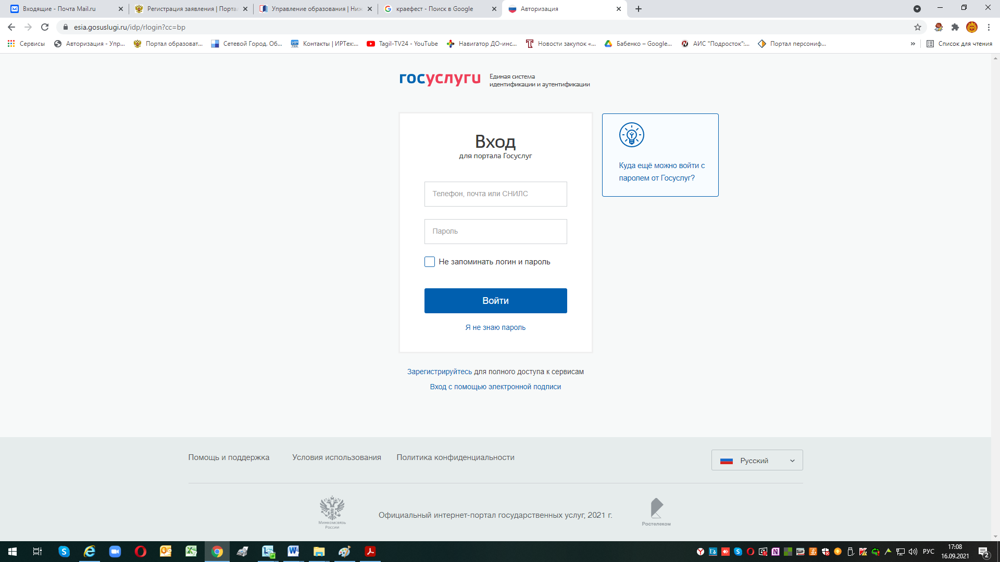 Входящие - Почта Mail.ru
Регистрация заявления | Порта
Управление образования | Ниж
краефест - Поиск в Google
Авторизация
esia.gosuslugi.ru/idp/rlogin?cc=bp
Сервисы
Авторизация - Упр...
Портал образоват...
Сетевой Город. Об...
Контакты | ИРТех:...
Tagil-TV24 - YouTube
Навигатор ДО-инс...
Новости закупок «...
Бабенко – Google...
АИС "Подросток":...
Портал персониф...
»
Список для чтения
госуслуги
Единая система
идентификации и аутентификации
Вход
для портала Госуслуг
Телефон, почта или СНИЛС
Пароль
Не запоминать логин и пароль
Войти
Я не знаю пароль
Куда ещё можно войти с
паролем от Госуслуг?
Зарегистрируйтесь для полного доступа к сервисам
Вход с помощью электронной подписи
Помощь и поддержка
Условия использования
Политика конфиденциальности
Русский
Минкомсвязь
России
Официальный интернет-портал государственных услуг, 2021 г.
Ростелеком
РУС
17:08
16.09.2021
2